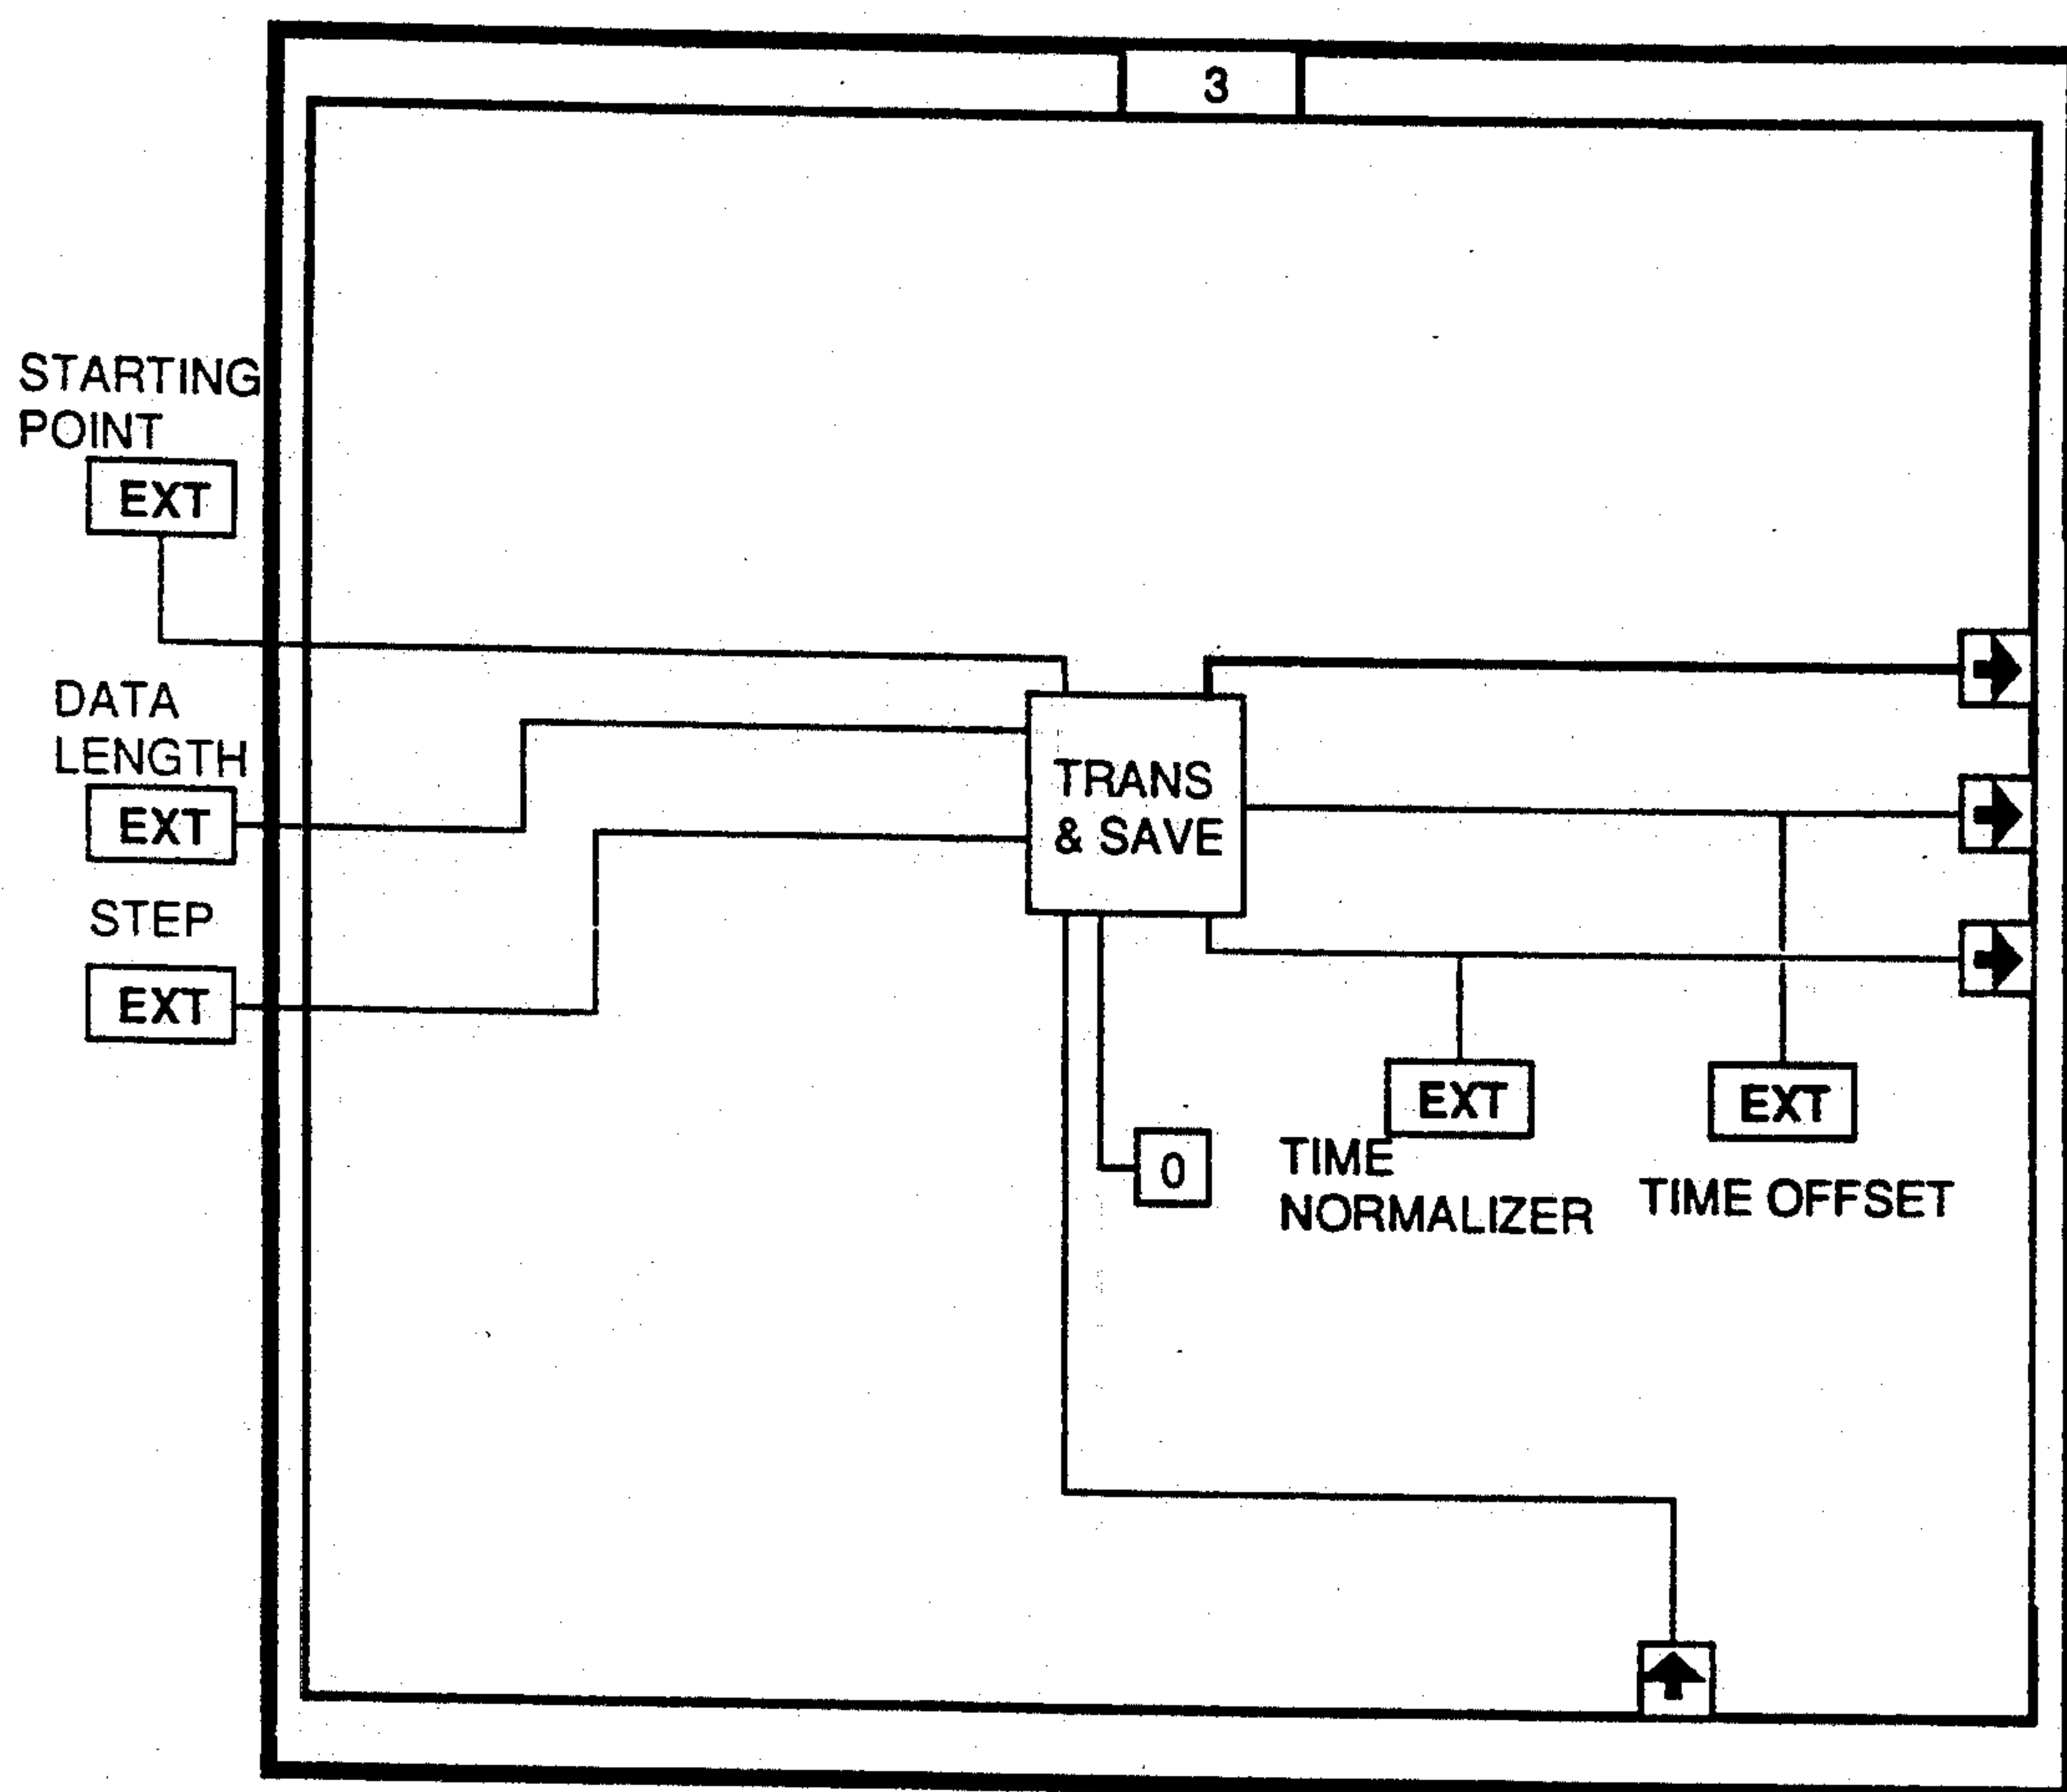 3
STARTING
POINT
EXT
DATA
LENGTH
EXT
STEP
EXT
TRANS
& SAVE
0
EXT
TIME
NORMALIZER
EXT
TIME OFFSET